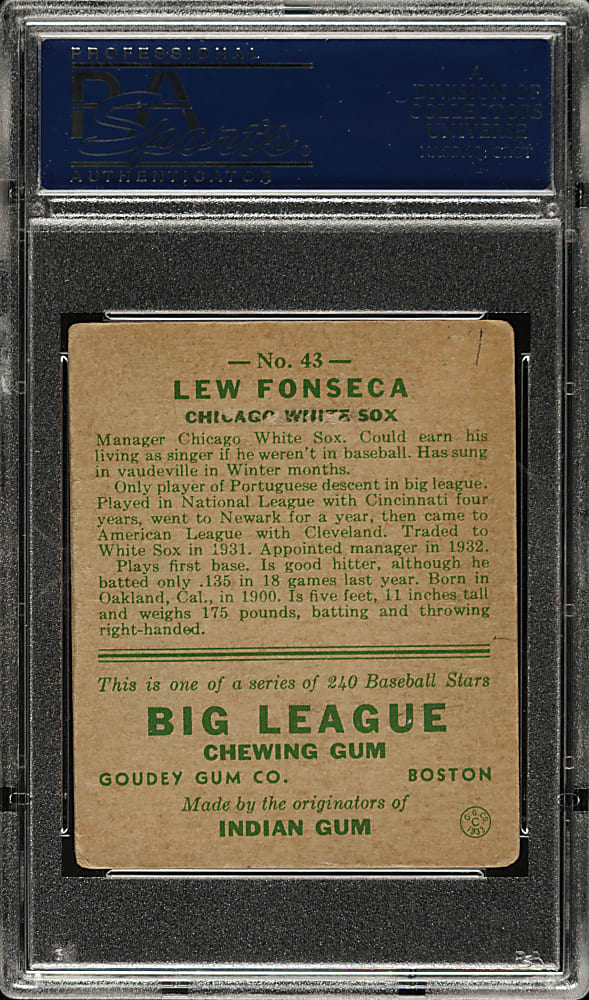 PROFESSIONAL
PSA
Sports.
AUTHENTICATOR
A
DIVISION OF
COLLECTORS
UNIVERSE
NASDAQ: CLCT
— No. 43 —
LEW FONSECA
CHICAGO WHITE SOX
Manager Chicago White Sox. Could earn his
living as singer if he weren't in baseball. Has sung
in vaudeville in Winter months.
Only player of Portuguese descent in big league.
Played in National League with Cincinnati four
years, went to Newark for a year, then came to
American League with Cleveland. Traded to
White Sox in 1931. Appointed manager in 1932.
Plays first base. Is good hitter, although he
batted only .135 in 18 games last year. Born in
Oakland, Cal., in 1900. Is five feet, 11 inches tall
and weighs 175 pounds, batting and throwing
right-handed.
This is one of a series of 240 Baseball Stars
BIG LEAGUE
CHEWING GUM
GOUDEY GUM CO. BOSTON
Made by the originators of
INDIAN GUM
G.G.CO.
C
1933
PSA